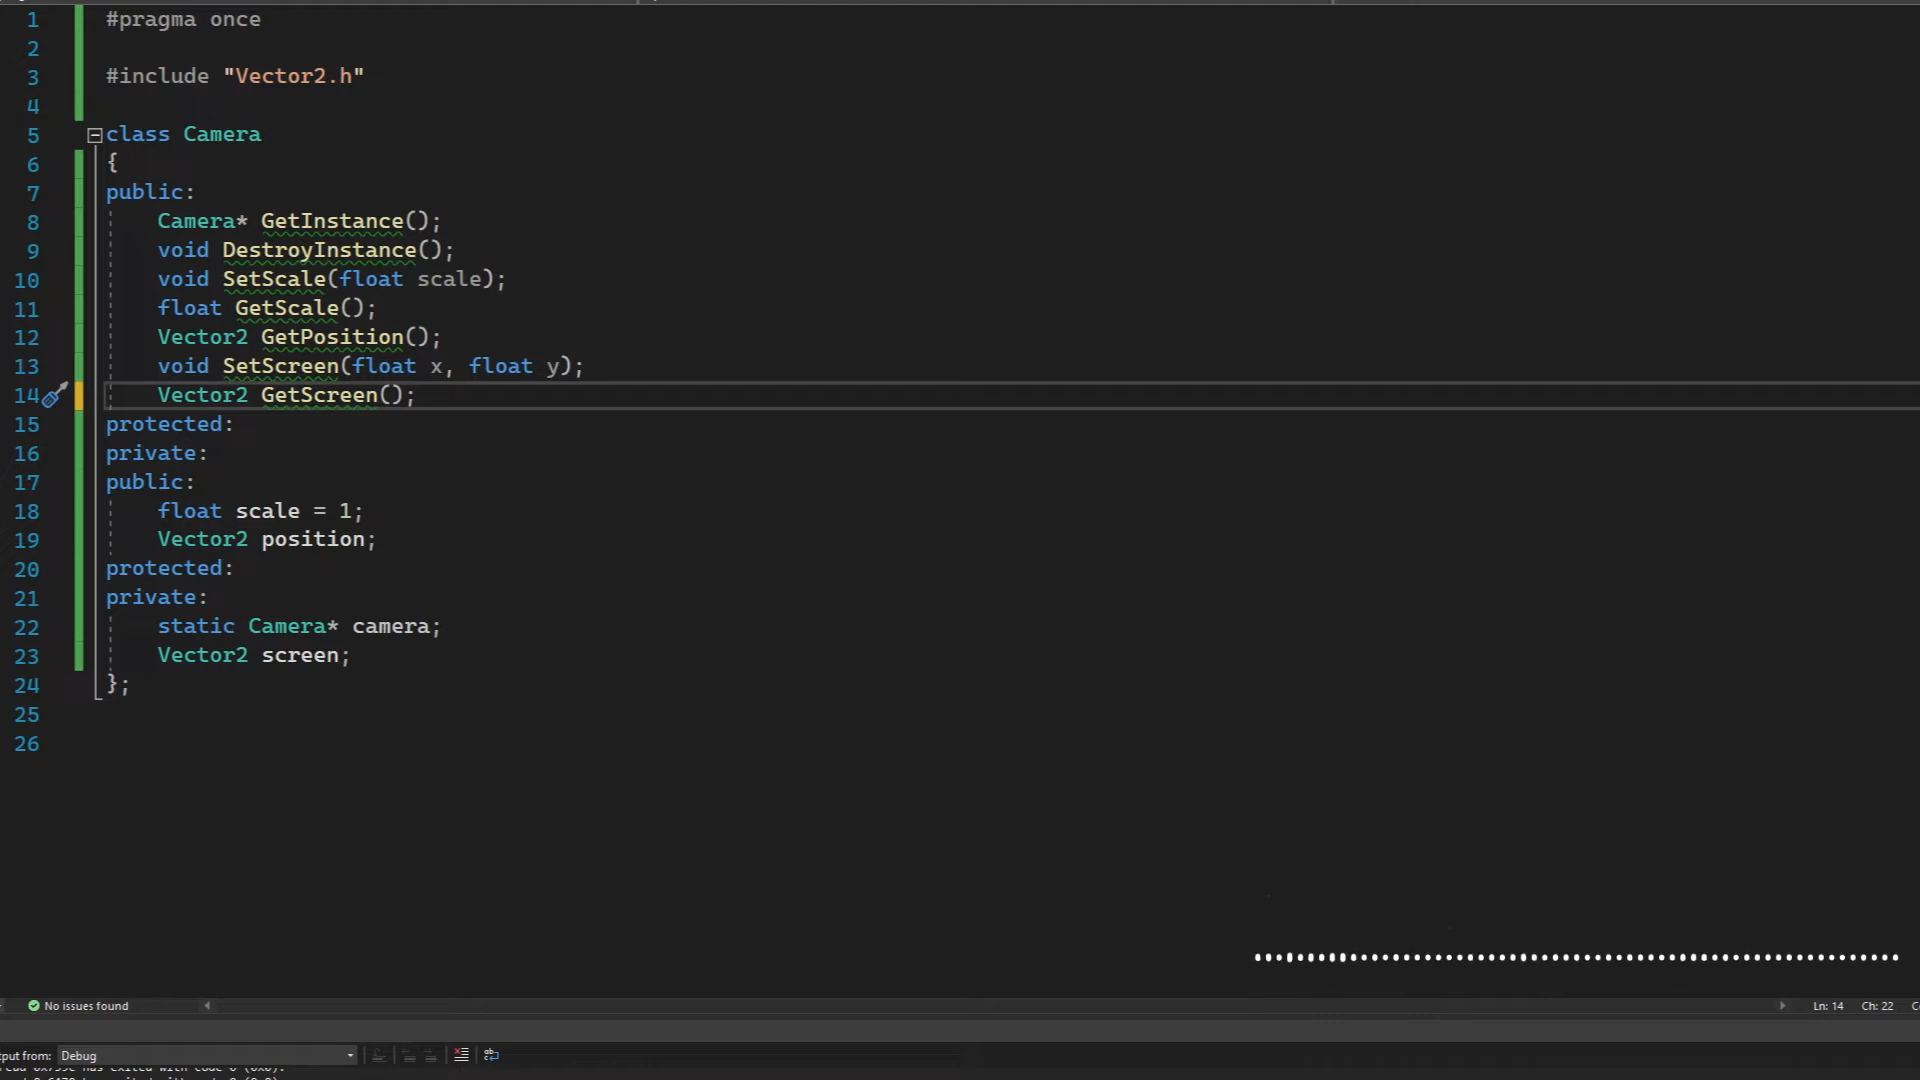 1 #pragma once
2
3 #include "Vector2.h"
4
5 class Camera
6 {
7 public:
8 Camera* GetInstance();
9 void DestroyInstance();
10 void SetScale(float scale);
11 float GetScale();
12 Vector2 GetPosition();
13 void SetScreen(float x, float y);
14 Vector2 GetScreen();
15 protected:
16 private:
17 public:
18 float scale = 1;
19 Vector2 position;
20 protected:
21 private:
22 static Camera* camera;
23 Vector2 screen;
24 };
25
26
No issues found Ln: 14 Ch: 22
put from: Debug